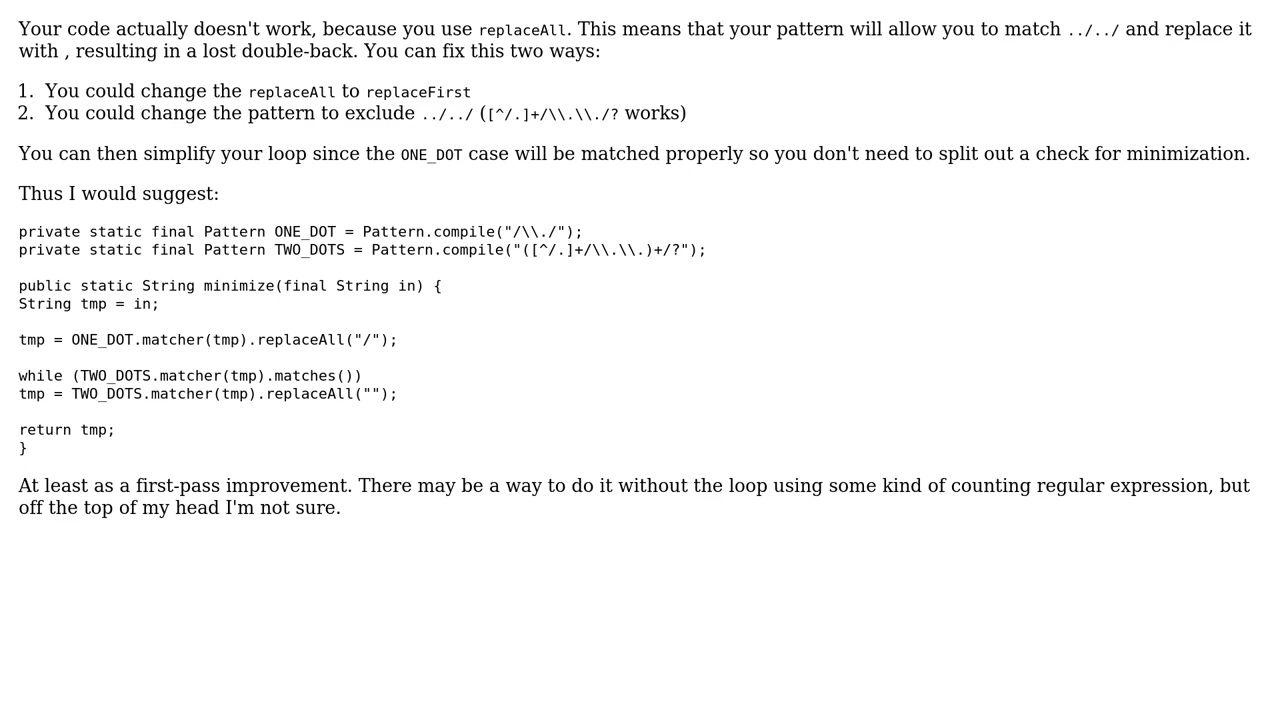 Your code actually doesn't work, because you use replaceAll. This means that your pattern will allow you to match ../../ and replace it
with , resulting in a lost double-back. You can fix this two ways:
1. You could change the replaceAll to replaceFirst
2. You could change the pattern to exclude ../../ ([^/.]+/\\.\\./? works)
You can then simplify your loop since the ONE_DOT case will be matched properly so you don't need to split out a check for minimization.
Thus I would suggest:
private static final Pattern ONE_DOT = Pattern.compile("/\\./");
private static final Pattern TWO_DOTS = Pattern.compile("([^/.]+/\\.\\.)+/?");
public static String minimize(final String in) {
String tmp = in;
tmp = ONE_DOT.matcher(tmp).replaceAll("/");
while (TWO_DOTS.matcher(tmp).matches())
tmp = TWO_DOTS.matcher(tmp).replaceAll("");
return tmp;
}
At least as a first-pass improvement. There may be a way to do it without the loop using some kind of counting regular expression, but
off the top of my head I'm not sure.